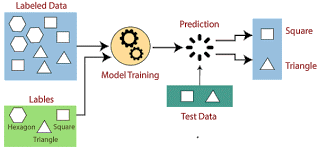 Labeled Data
Prediction
Square
Model Training
Triangle
Lables
Hexagon
Square
Triangle
Test Data